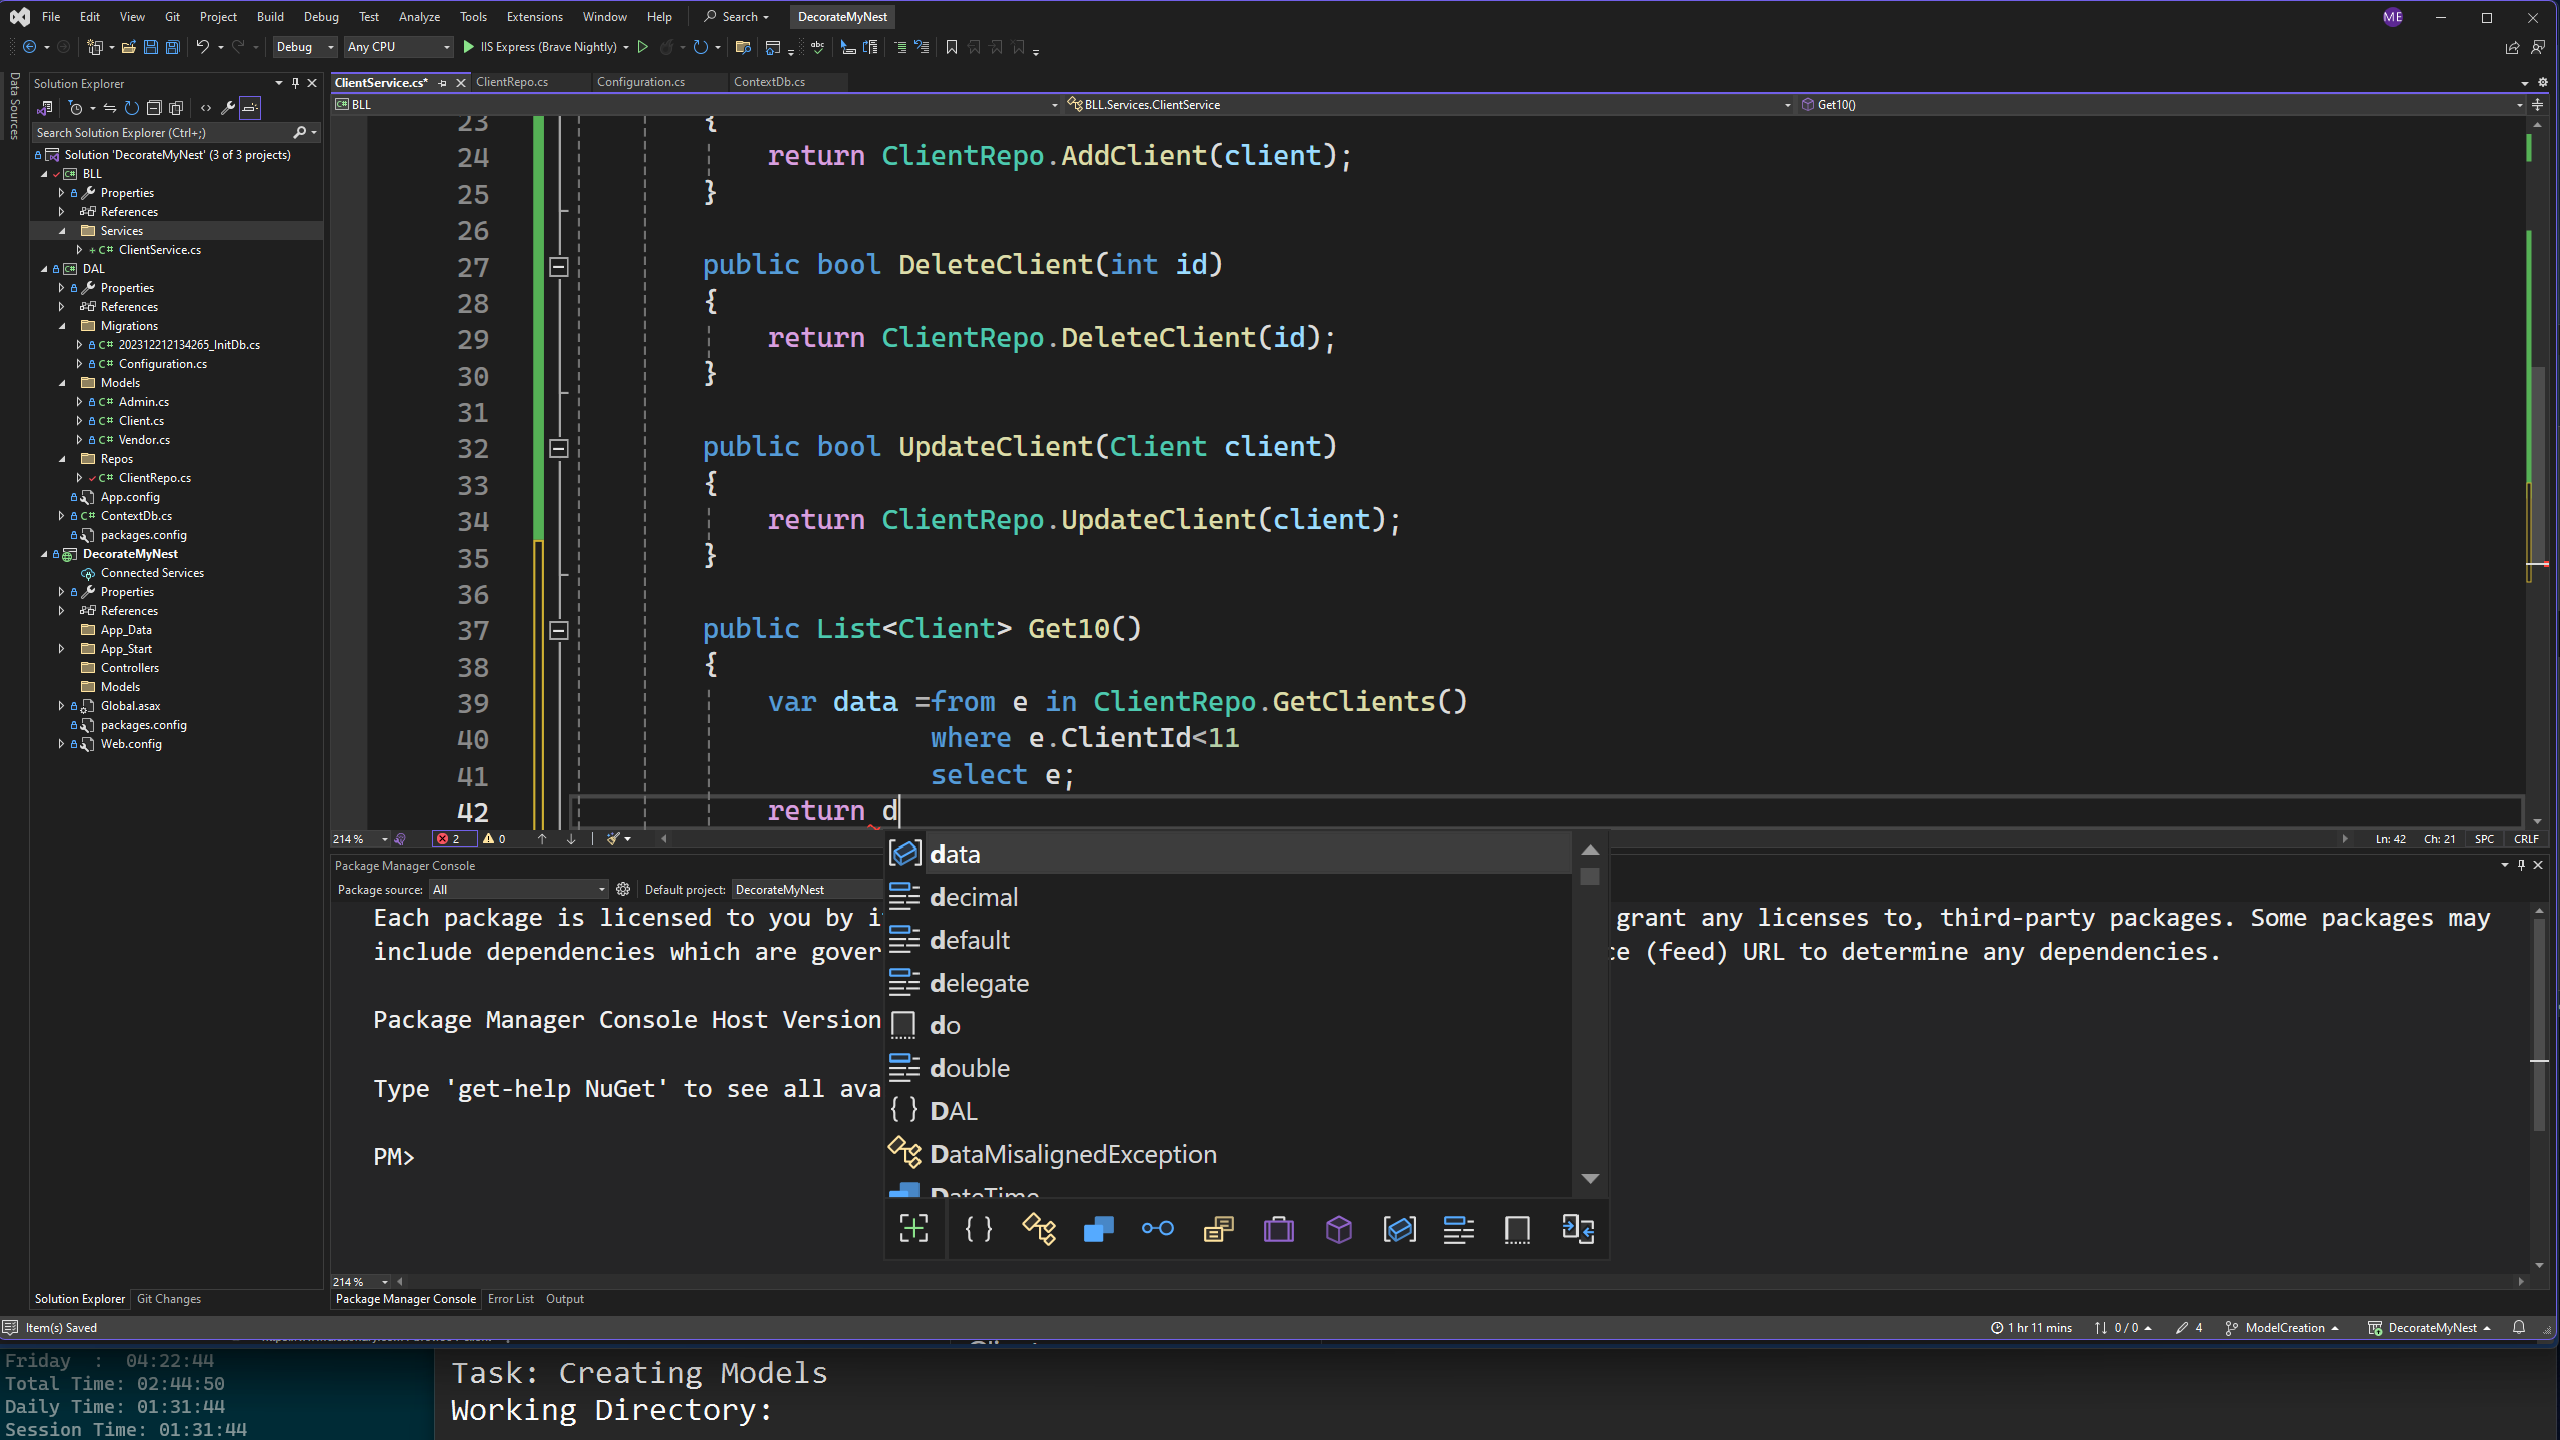 File Edit View Git Project Build Debug Test Analyze Tools Extensions Window Help Search DecorateMyNest ME
Debug Any CPU IIS Express (Brave Nightly)
Data Sources
Solution Explorer
Search Solution Explorer (Ctrl+;)
Solution 'DecorateMyNest' (3 of 3 projects)
BLL
Properties
References
Services
C# ClientService.cs
DAL
Properties
References
Migrations
C# 202312212134265_InitDb.cs
C# Configuration.cs
Models
C# Admin.cs
C# Client.cs
C# Vendor.cs
Repos
C# ClientRepo.cs
App.config
C# ContextDb.cs
packages.config
DecorateMyNest
Connected Services
Properties
References
App_Data
App_Start
Controllers
Models
Global.asax
packages.config
Web.config
Solution Explorer Git Changes
ClientService.cs* ClientRepo.cs Configuration.cs ContextDb.cs
C# BLL BLL.Services.ClientService Get10()
23 {
24 return ClientRepo.AddClient(client);
25 }
26
27 public bool DeleteClient(int id)
28 {
29 return ClientRepo.DeleteClient(id);
30 }
31
32 public bool UpdateClient(Client client)
33 {
34 return ClientRepo.UpdateClient(client);
35 }
36
37 public List<Client> Get10()
38 {
39 var data =from e in ClientRepo.GetClients()
40 where e.ClientId<11
41 select e;
42 return d
214 % 2 0 Ln: 42 Ch: 21 SPC CRLF
data
decimal
default
delegate
do
double
DAL
DataMisalignedException
DateTime
Package Manager Console
Package source: All Default project: DecorateMyNest
Each package is licensed to you by i grant any licenses to, third-party packages. Some packages may
include dependencies which are gover ce (feed) URL to determine any dependencies.
Package Manager Console Host Version
Type 'get-help NuGet' to see all ava
PM>
214 %
Package Manager Console Error List Output
Item(s) Saved 1 hr 11 mins 0 / 0 4 ModelCreation DecorateMyNest
Friday : 04:22:44
Total Time: 02:44:50
Daily Time: 01:31:44
Session Time: 01:31:44
Task: Creating Models
Working Directory: